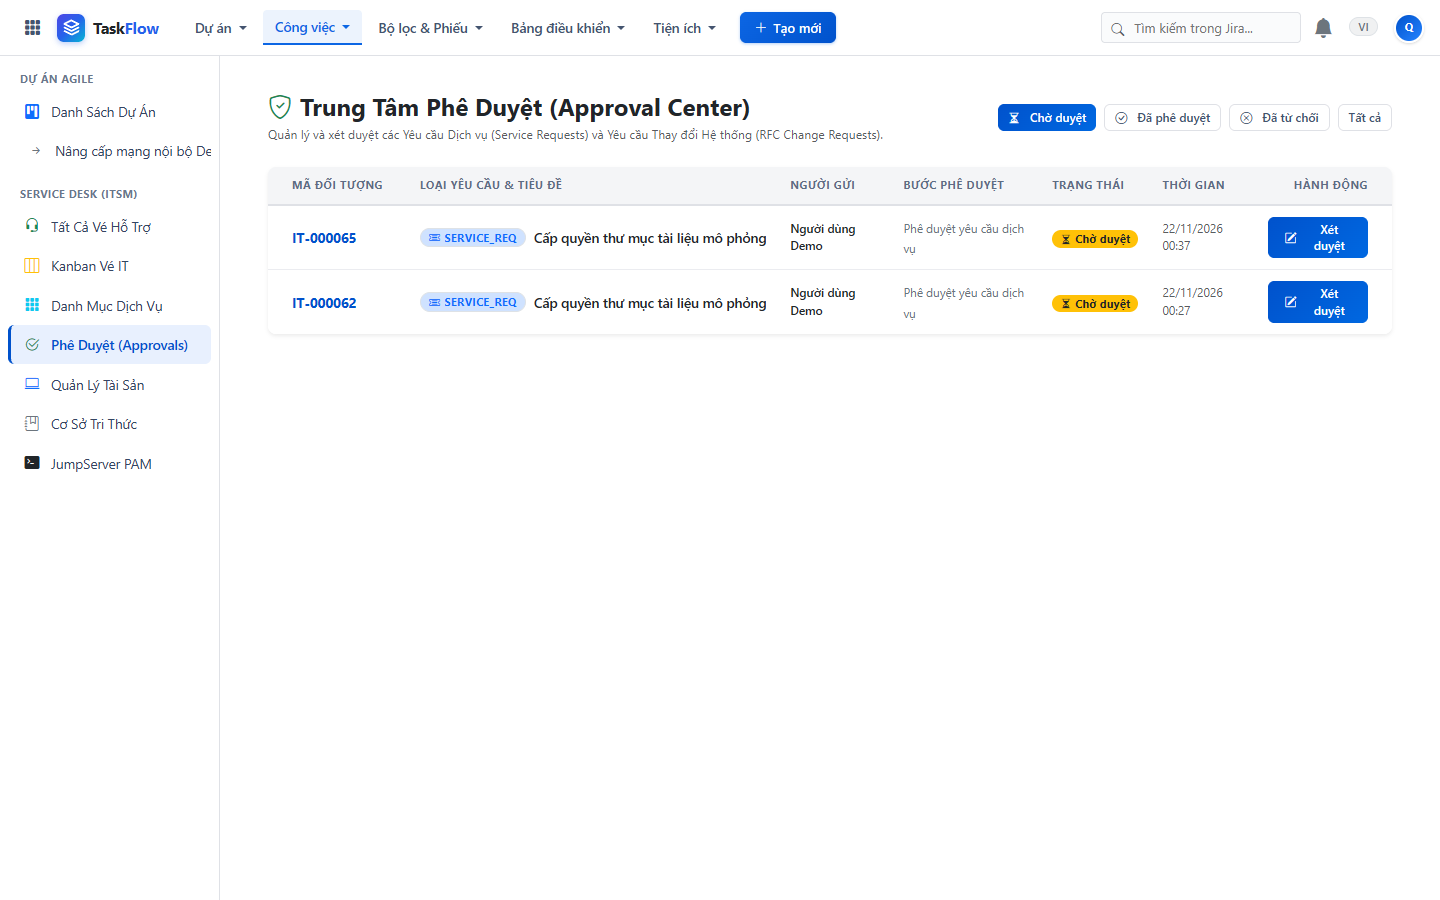 TaskFlow
Dự án
Công việc
Bộ lọc & Phiếu
Bảng điều khiển
Tiện ích
+ Tạo mới
Tìm kiếm trong Jira...
VI
Q
DỰ ÁN AGILE
Danh Sách Dự Án
→ Nâng cấp mạng nội bộ De
SERVICE DESK (ITSM)
Tất Cả Vé Hỗ Trợ
Kanban Vé IT
Danh Mục Dịch Vụ
Phê Duyệt (Approvals)
Quản Lý Tài Sản
Cơ Sở Tri Thức
JumpServer PAM
Trung Tâm Phê Duyệt (Approval Center)
Quản lý và xét duyệt các Yêu cầu Dịch vụ (Service Requests) và Yêu cầu Thay đổi Hệ thống (RFC Change Requests).
Chờ duyệt
Đã phê duyệt
Đã từ chối
Tất cả
MÃ ĐỐI TƯỢNG
LOẠI YÊU CẦU & TIÊU ĐỀ
NGƯỜI GỬI
BƯỚC PHÊ DUYỆT
TRẠNG THÁI
THỜI GIAN
HÀNH ĐỘNG
IT-000065
SERVICE_REQ
Cấp quyền thư mục tài liệu mô phỏng
Người dùng
Demo
Phê duyệt yêu cầu dịch
vụ
Chờ duyệt
22/11/2026
00:37
Xét
duyệt
IT-000062
SERVICE_REQ
Cấp quyền thư mục tài liệu mô phỏng
Người dùng
Demo
Phê duyệt yêu cầu dịch
vụ
Chờ duyệt
22/11/2026
00:27
Xét
duyệt